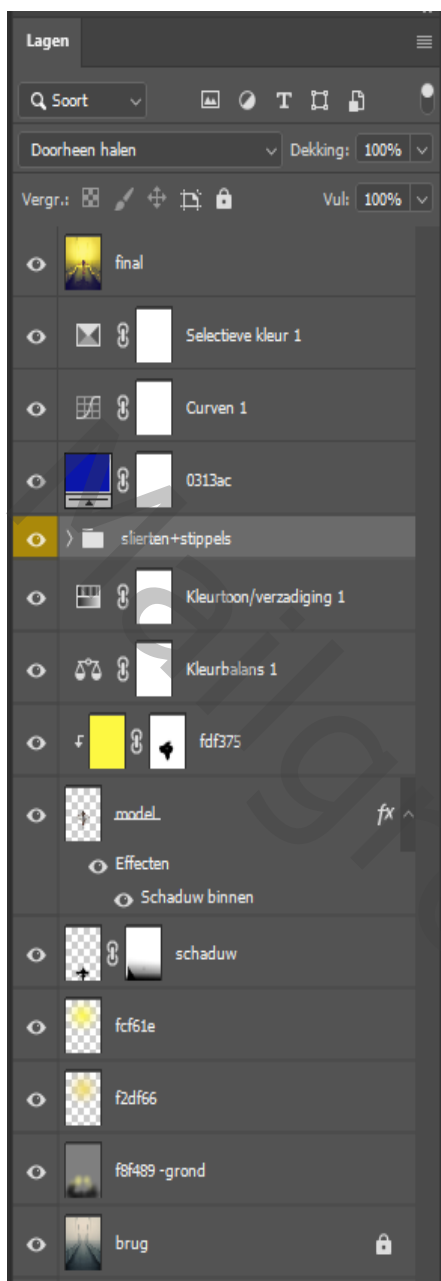 Lagen
Soort
Doorheen halen Dekking: 100%
Vergr.: Vul: 100%
final
Selectieve kleur 1
Curven 1
0313ac
slierten+stippels
Kleurtoon/verzadiging 1
Kleurbalans 1
fdf375
model
fx
Effecten
Schaduw binnen
schaduw
fcf61e
f2df66
f8f489 -grond
brug